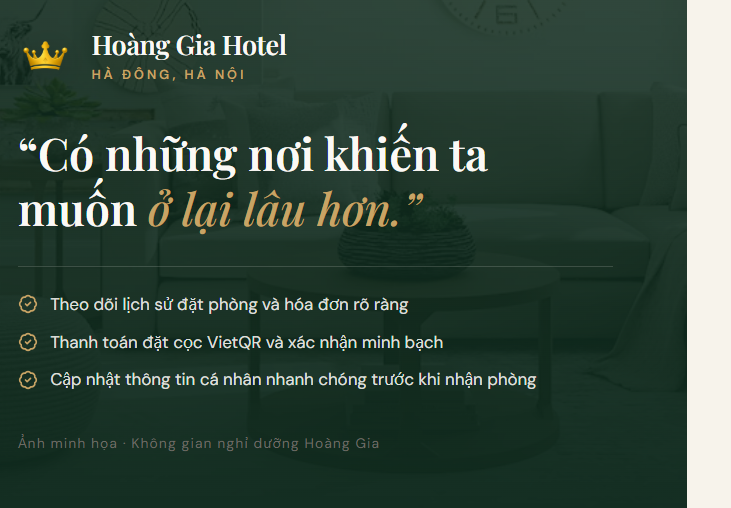 Hoàng Gia Hotel
HÀ ĐÔNG, HÀ NỘI
“Có những nơi khiến ta
muốn ở lại lâu hơn.”
Theo dõi lịch sử đặt phòng và hóa đơn rõ ràng
Thanh toán đặt cọc VietQR và xác nhận minh bạch
Cập nhật thông tin cá nhân nhanh chóng trước khi nhận phòng
Ảnh minh họa · Không gian nghỉ dưỡng Hoàng Gia